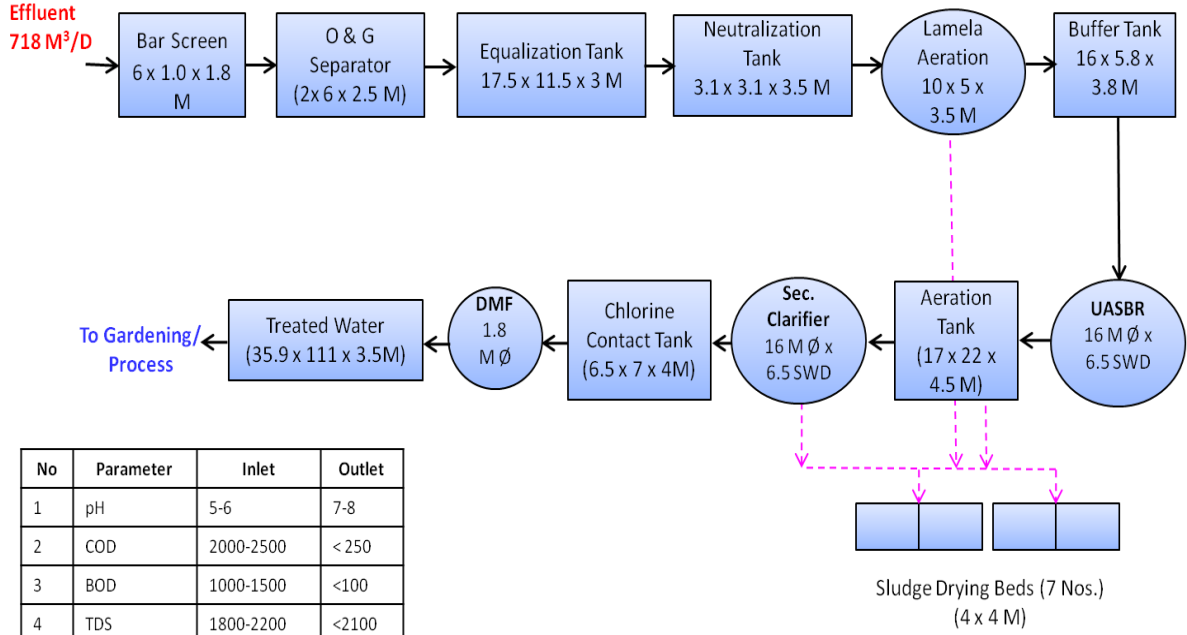 Effluent
718 M³/D
Bar Screen
6 x 1.0 x 1.8
M
O & G
Separator
(2x 6 x 2.5 M)
Equalization Tank
17.5 x 11.5 x 3 M
Neutralization
Tank
3.1 x 3.1 x 3.5 M
Lamela
Aeration
10 x 5 x
3.5 M
Buffer Tank
16 x 5.8 x
3.8 M
To Gardening/
Process
Treated Water
(35.9 x 111 x 3.5M)
DMF
1.8
M Ø
Chlorine
Contact Tank
(6.5 x 7 x 4M)
Sec.
Clarifier
16 M Ø x
6.5 SWD
Aeration
Tank
(17 x 22 x
4.5 M)
UASBR
16 M Ø x
6.5 SWD
No Parameter Inlet Outlet
1 pH 5-6 7-8
2 COD 2000-2500 < 250
3 BOD 1000-1500 <100
4 TDS 1800-2200 <2100
Sludge Drying Beds (7 Nos.)
(4 x 4 M)